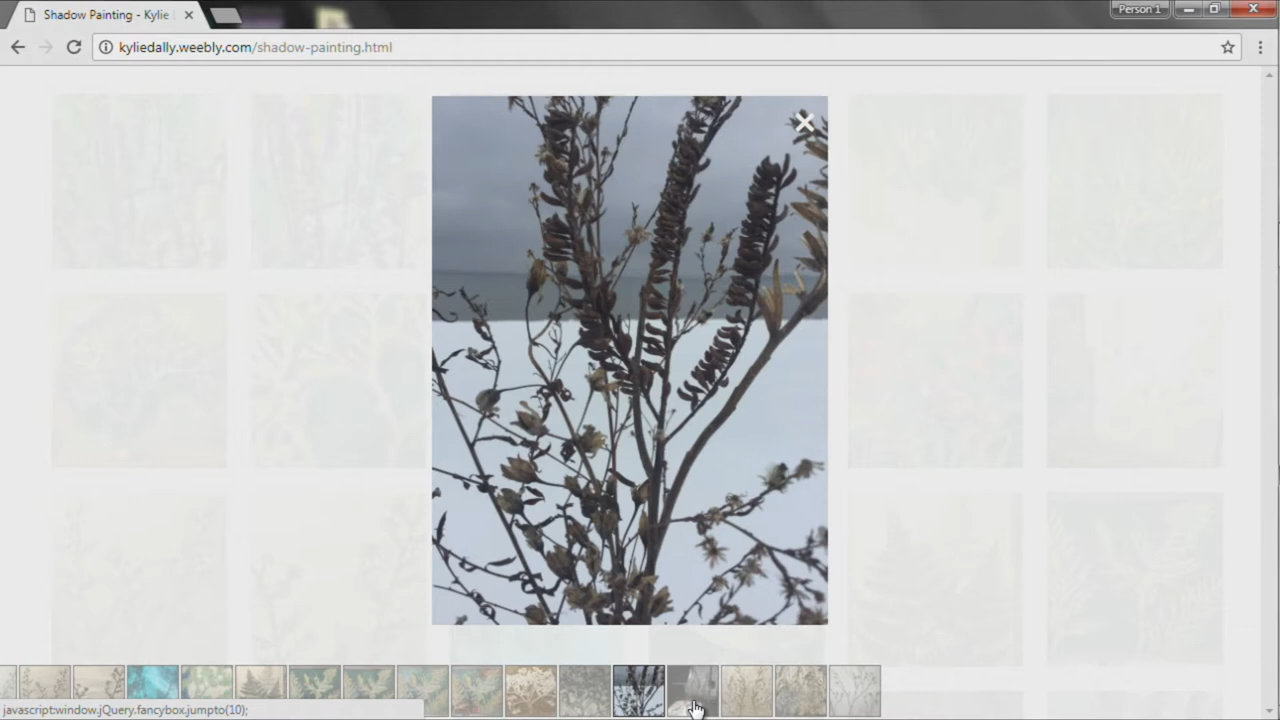 Shadow Painting - Kylie
Person 1
kyliedally.weebly.com/shadow-painting.html
javascript:window.jQuery.fancybox.jumpto(10);